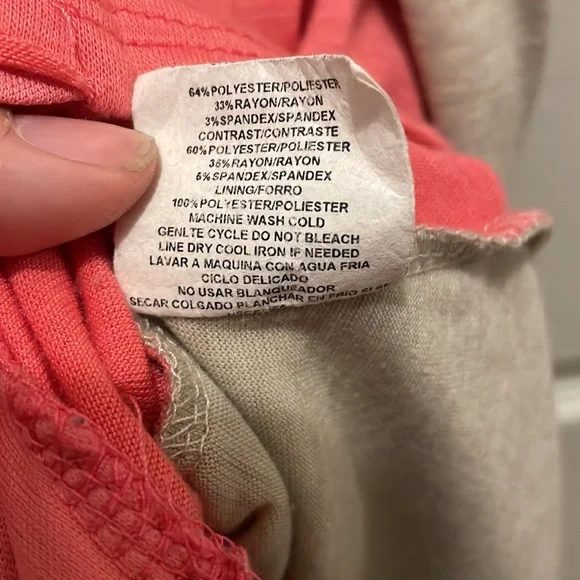 64% POLYESTER/POLIESTER
33% RAYON/RAYON
3% SPANDEX/SPANDEX
CONTRAST/CONTRASTE
60% POLYESTER/POLIESTER
35% RAYON/RAYON
5% SPANDEX/SPANDEX
LINING/FORRO
100% POLYESTER/POLIESTER
MACHINE WASH COLD
GENLTE CYCLE DO NOT BLEACH
LINE DRY COOL IRON IF NEEDED
LAVAR A MAQUINA CON AGUA FRIA
CICLO DELICADO
NO USAR BLANQUEADOR
SECAR COLGADO PLANCHAR EN FRIO SI